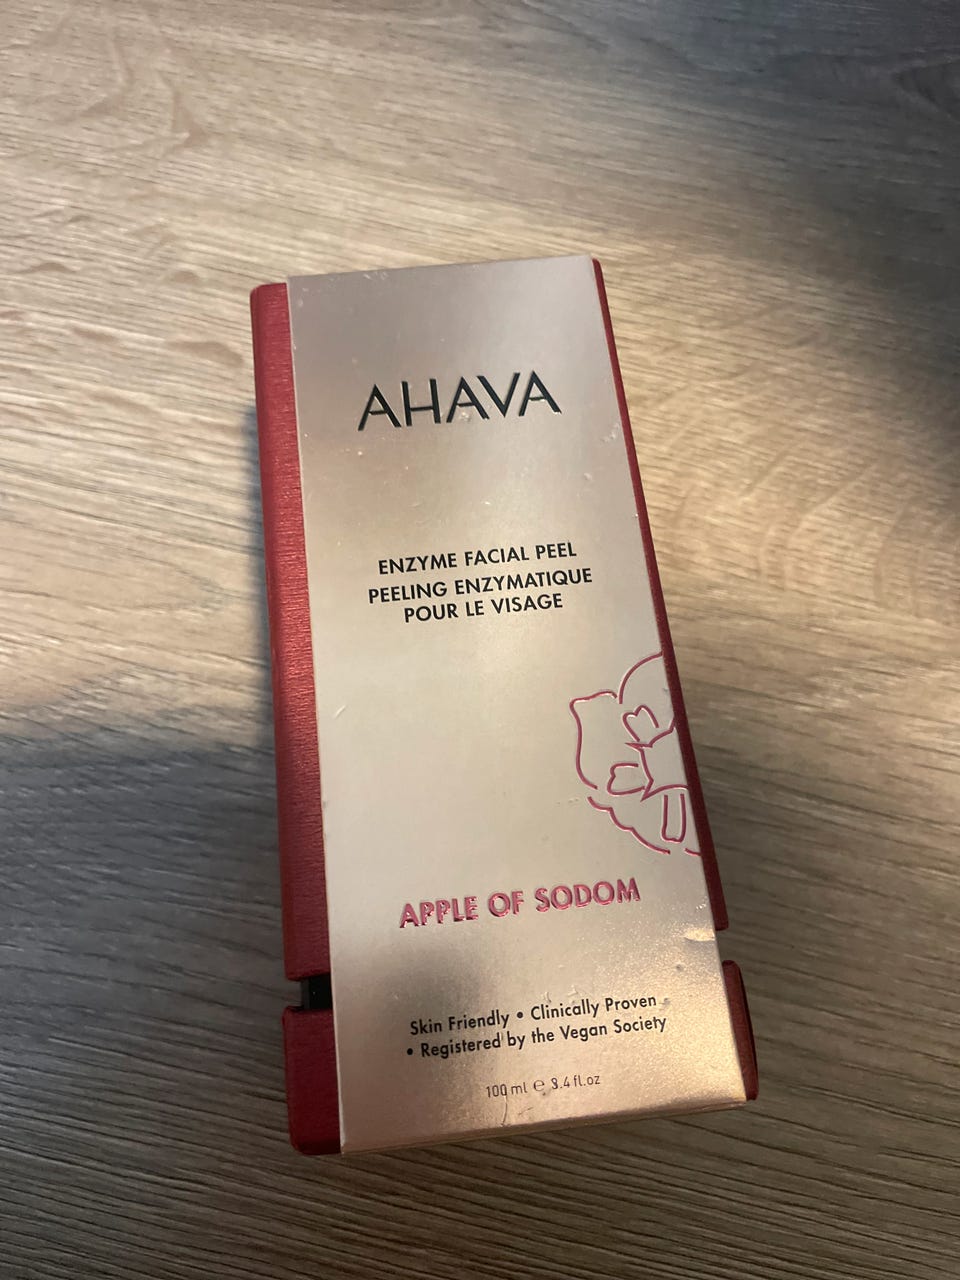 AHAVA
ENZYME FACIAL PEEL
PEELING ENZYMATIQUE
POUR LE VISAGE
APPLE OF SODOM
Skin Friendly • Clinically Proven
• Registered by the Vegan Society
100 ml ℮ 3.4 fl.oz